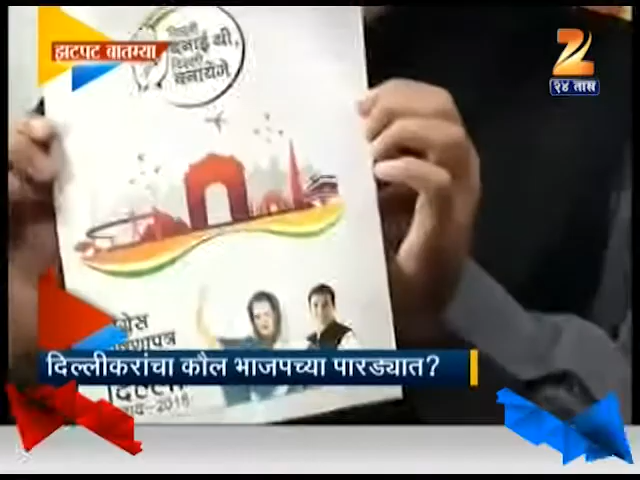 झटपट बातम्या
दिल्ली
बनाई थी,
दिल्ली
बनायेंगे
Z
२४ तास
दिल्लीकरांचा कौल भाजपच्या पारड्यात?
दिल्ली